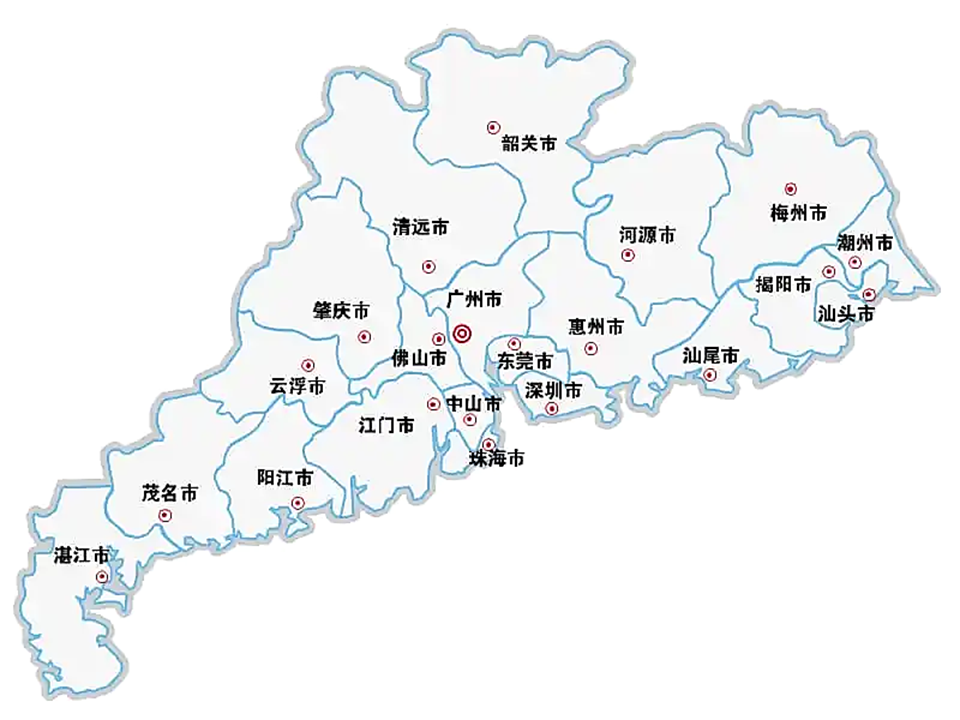 韶关市
梅州市
清远市
河源市
潮州市
揭阳市
广州市
肇庆市
汕头市
惠州市
佛山市
东莞市
汕尾市
云浮市
深圳市
中山市
江门市
珠海市
阳江市
茂名市
湛江市